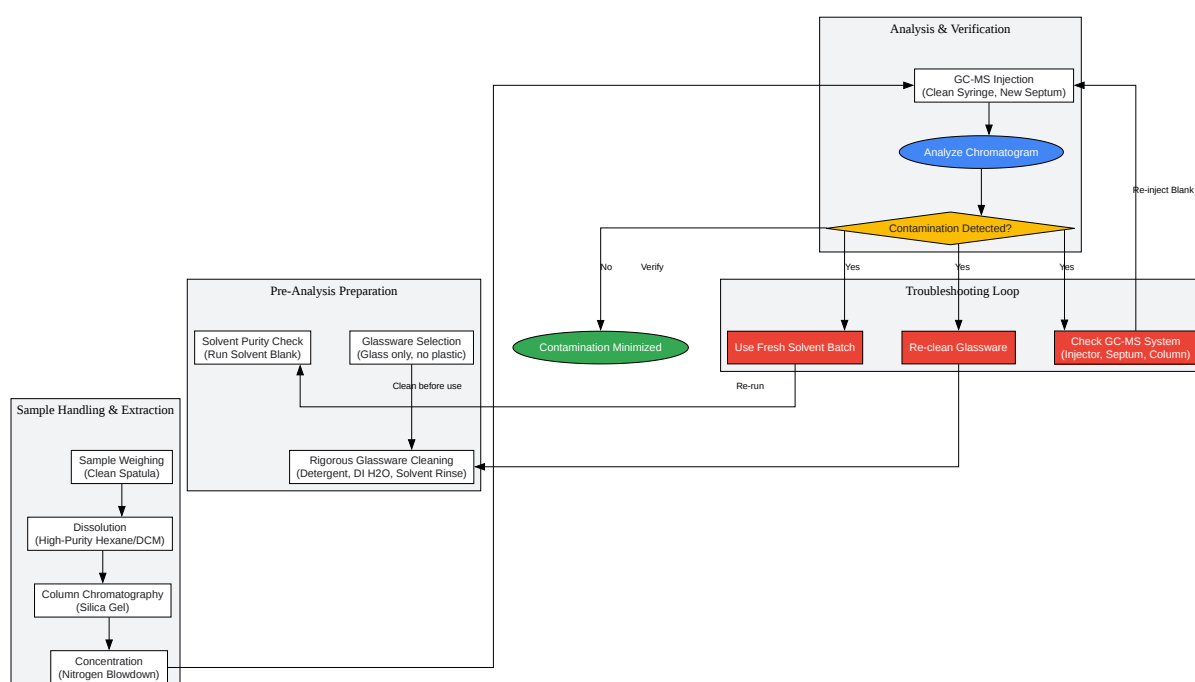 Analysis & Verification
GC-MS Injection
(Clean Syringe, New Septum)
Analyze Chromatogram
Re-inject Blank
Contamination Detected?
No
Verify
Yes
Yes
Yes
Pre-Analysis Preparation
Troubleshooting Loop
Solvent Purity Check
(Run Solvent Blank)
Glassware Selection
(Glass only, no plastic)
Contamination Minimized
Use Fresh Solvent Batch
Re-clean Glassware
Check GC-MS System
(Injector, Septum, Column)
Clean before use
Re-run
Sample Handling & Extraction
Sample Weighing
(Clean Spatula)
Rigorous Glassware Cleaning
(Detergent, DI H2O, Solvent Rinse)
Dissolution
(High-Purity Hexane/DCM)
Column Chromatography
(Silica Gel)
Concentration
(Nitrogen Blowdown)